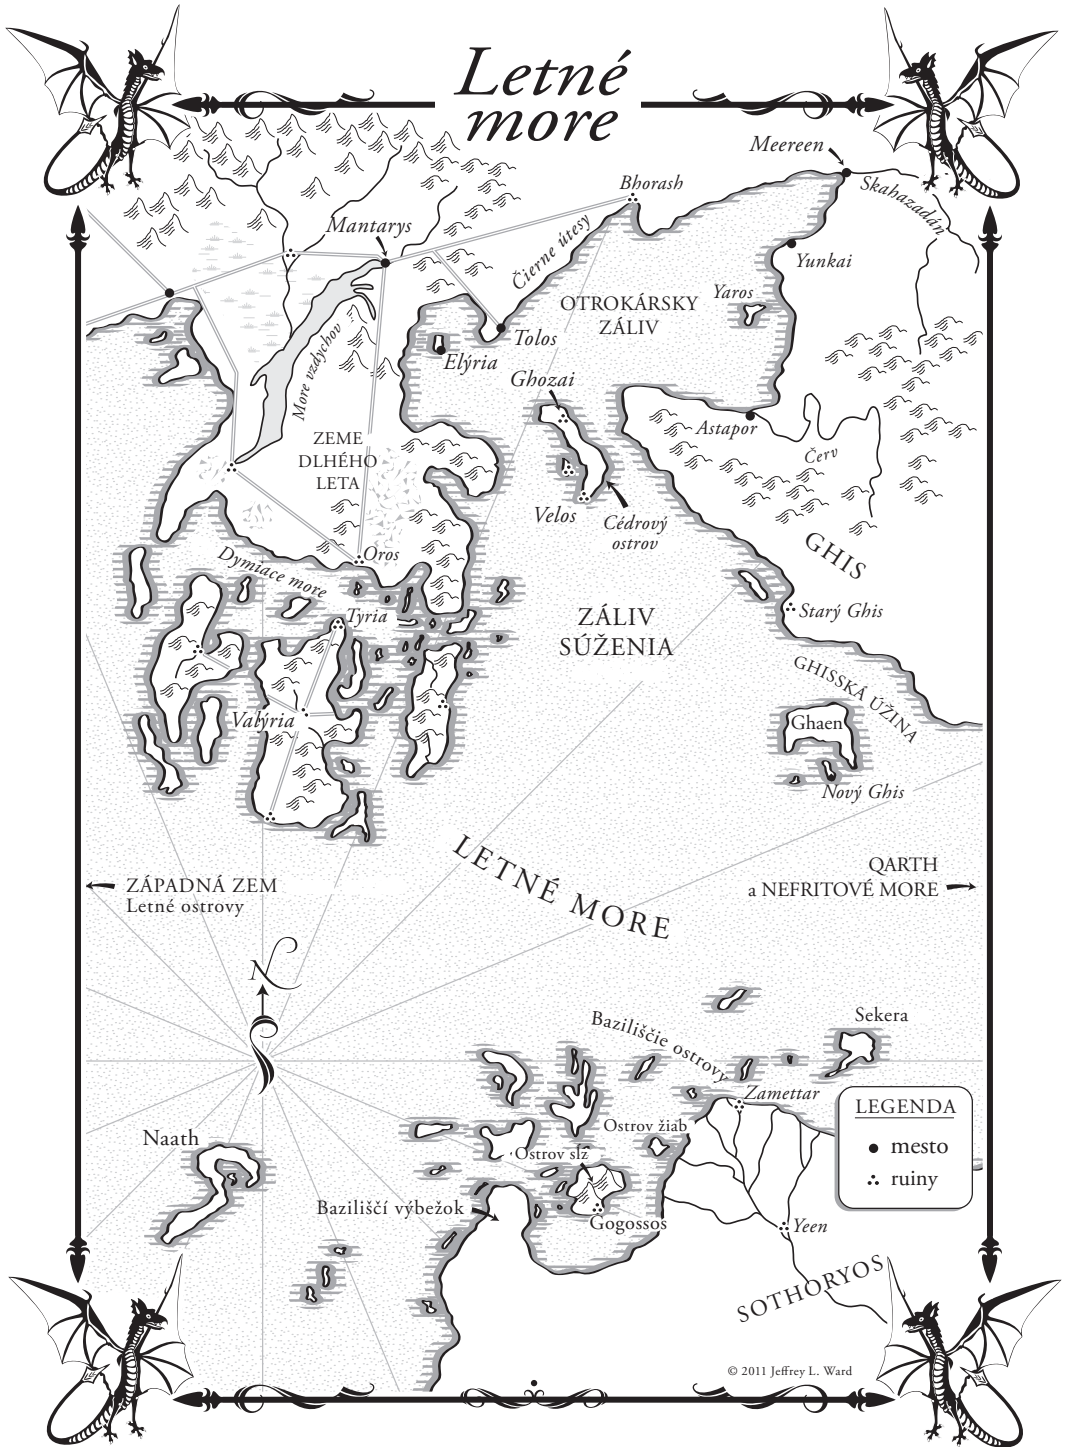 Letné
more
Meereen
Bhorash
Skahazadán
Mantarys
Čierne útesy
Yunkai
Yaros
OTROKÁRSKY
ZÁLIV
Tolos
Elýria
More vzdychov
Ghozai
Astapor
Červ
ZEME
DLHÉHO
LETA
Velos
Cédrový
ostrov
GHIS
Oros
Dymiace more
Tyria
Starý Ghis
ZÁLIV
SÚŽENIA
GHISSKÁ ÚŽINA
Valýria
Ghaen
Nový Ghis
LETNÉ MORE
ZÁPADNÁ ZEM
Letné ostrovy
QARTH
a NEFRITOVÉ MORE
N
Sekera
Baziliščie ostrovy
Zamettar
LEGENDA
mesto
ruiny
Naath
Ostrov žiab
Ostrov sĺz
Baziliščí výbežok
Gogossos
Yeen
SOTHORYOS
© 2011 Jeffrey L. Ward